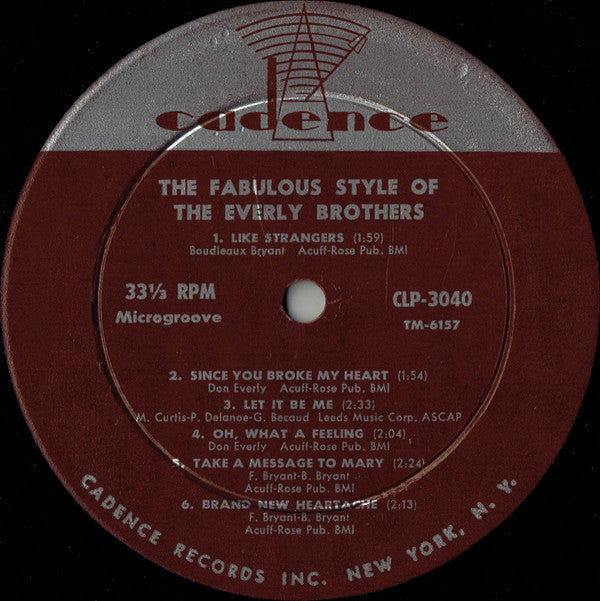 cadence
THE FABULOUS STYLE OF
THE EVERLY BROTHERS
1. LIKE STRANGERS (1:59)
Boudleaux Bryant Acuff-Rose Pub. BMI
33⅓ RPM
Microgroove
CLP-3040
TM-6157
2. SINCE YOU BROKE MY HEART (1:54)
Don Everly Acuff-Rose Pub. BMI
3. LET IT BE ME (2:33)
M. Curtis-P. Delanoe-G. Becaud Leeds Music Corp. ASCAP
4. OH, WHAT A FEELING (2:04)
Don Everly Acuff-Rose Pub. BMI
5. TAKE A MESSAGE TO MARY (2:24)
F. Bryant-B. Bryant
Acuff-Rose Pub. BMI
6. BRAND NEW HEARTACHE (2:13)
F. Bryant-B. Bryant
Acuff-Rose Pub. BMI
CADENCE RECORDS INC. NEW YORK, N. Y.